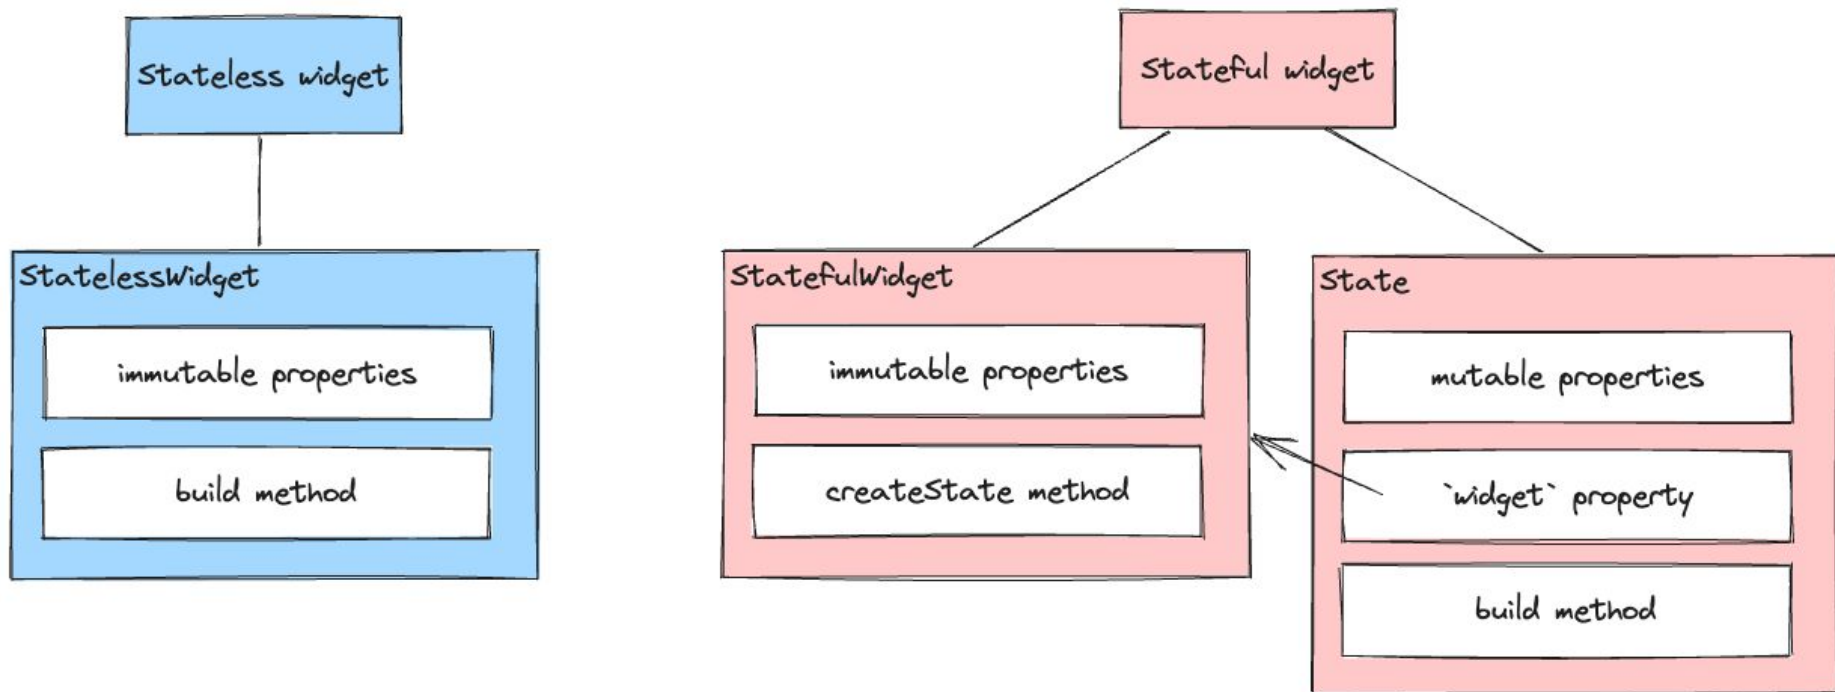 Stateless widget
Stateful widget
StatelessWidget
immutable properties
build method
StatefulWidget
immutable properties
createState method
State
mutable properties
`widget` property
build method